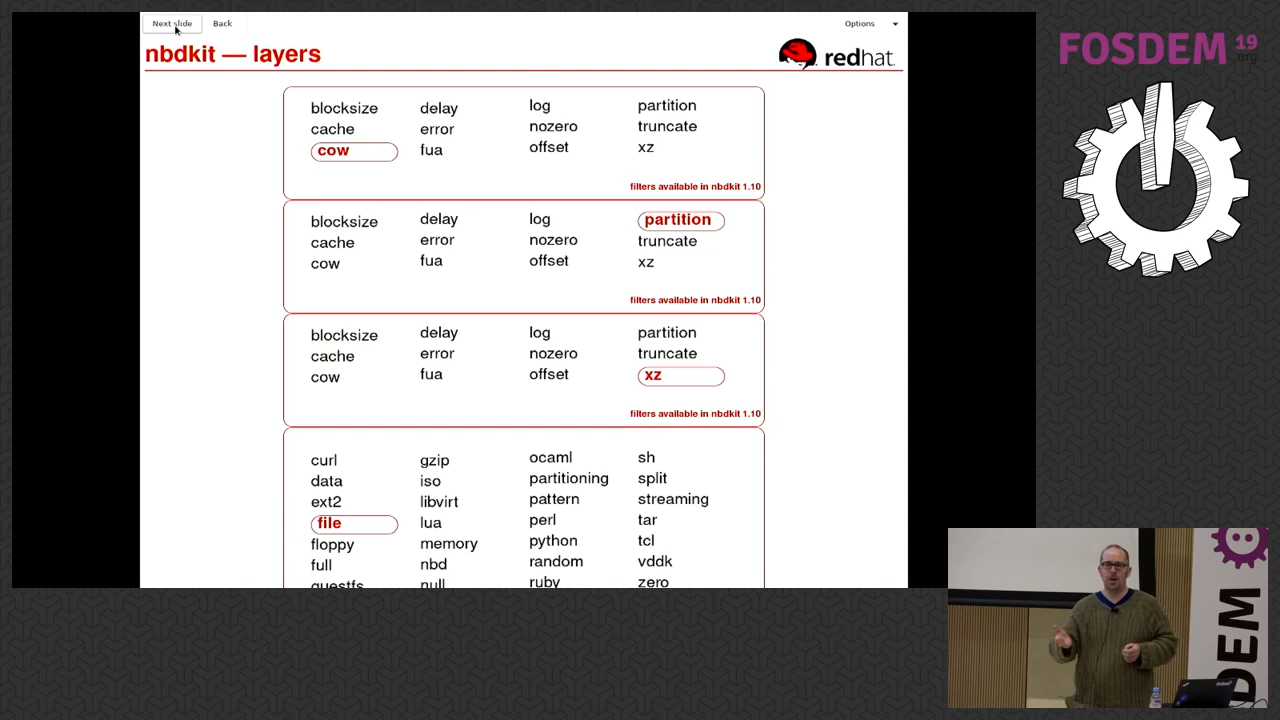 Next slide Back Options
nbdkit — layers
redhat.
FOSDEM 19
.org
blocksize delay log partition
cache error nozero truncate
cow fua offset xz
filters available in nbdkit 1.10
blocksize delay log partition
cache error nozero truncate
cow fua offset xz
filters available in nbdkit 1.10
blocksize delay log partition
cache error nozero truncate
cow fua offset xz
filters available in nbdkit 1.10
curl gzip ocaml sh
data iso partitioning split
ext2 libvirt pattern streaming
file lua perl tar
floppy memory python tcl
full nbd random vddk
guestfs null ruby zero
DEM